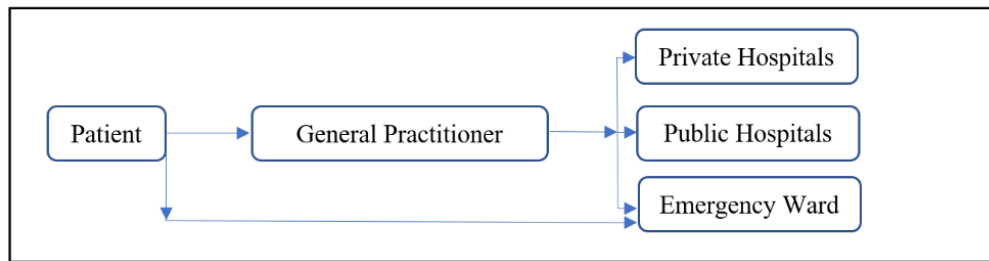 Private Hospitals
Patient
General Practitioner
Public Hospitals
Emergency Ward